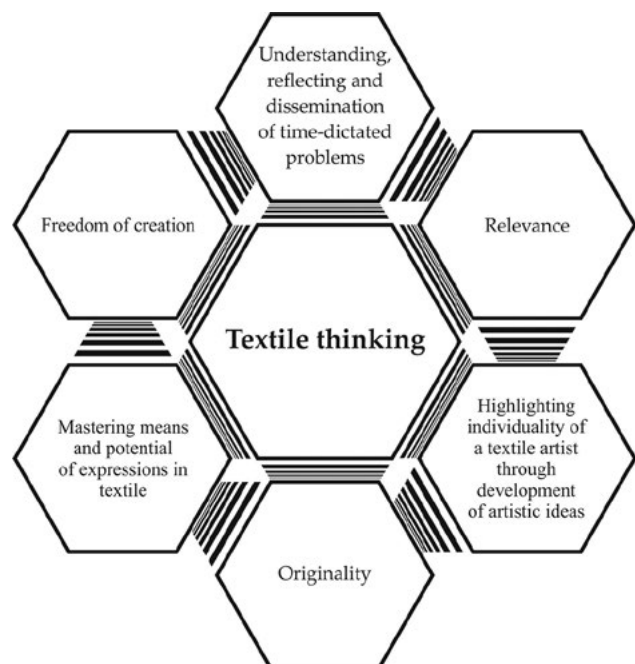 Understanding,
reflecting and
dissemination
of time-dictated
problems
Freedom of creation
Relevance
Textile thinking
Mastering means
and potential
of expressions in
textile
Highlighting
individuality of
a textile artist
through
development
of artistic ideas
Originality